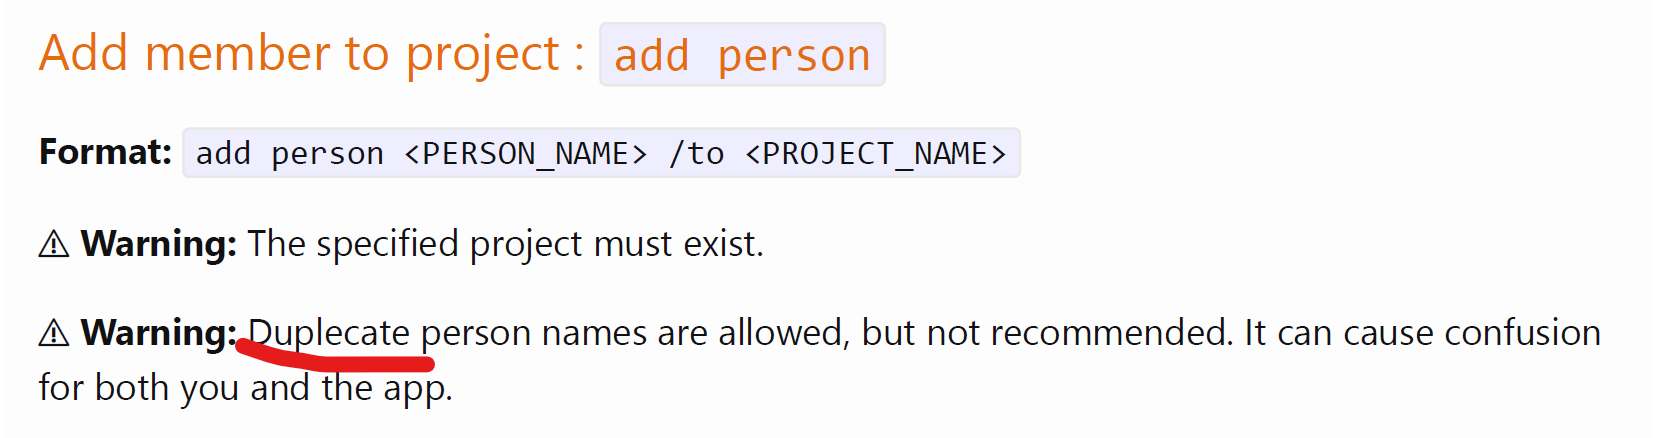 Add member to project : add person
Format: add person <PERSON_NAME> /to <PROJECT_NAME>
⚠ Warning: The specified project must exist.
⚠ Warning: Duplecate person names are allowed, but not recommended. It can cause confusion
for both you and the app.